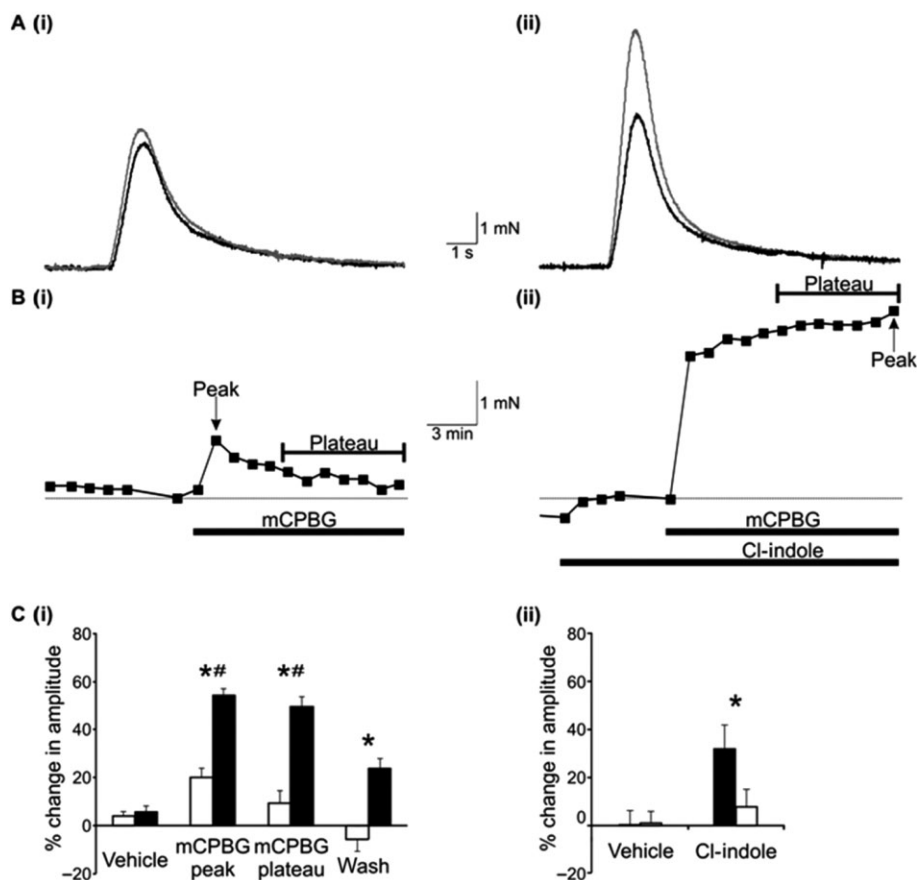 A (i)
(ii)
1 mN
1 s
B (i)
(ii)
Plateau
Peak
Peak
1 mN
3 min
Plateau
mCPBG
mCPBG
Cl-indole
C (i)
(ii)
% change in amplitude
80
60
40
20
0
–20
*#
*#
*
Vehicle
mCPBG
peak
mCPBG
plateau
Wash
% change in amplitude
80
60
40
20
0
–20
*
Vehicle
Cl-indole